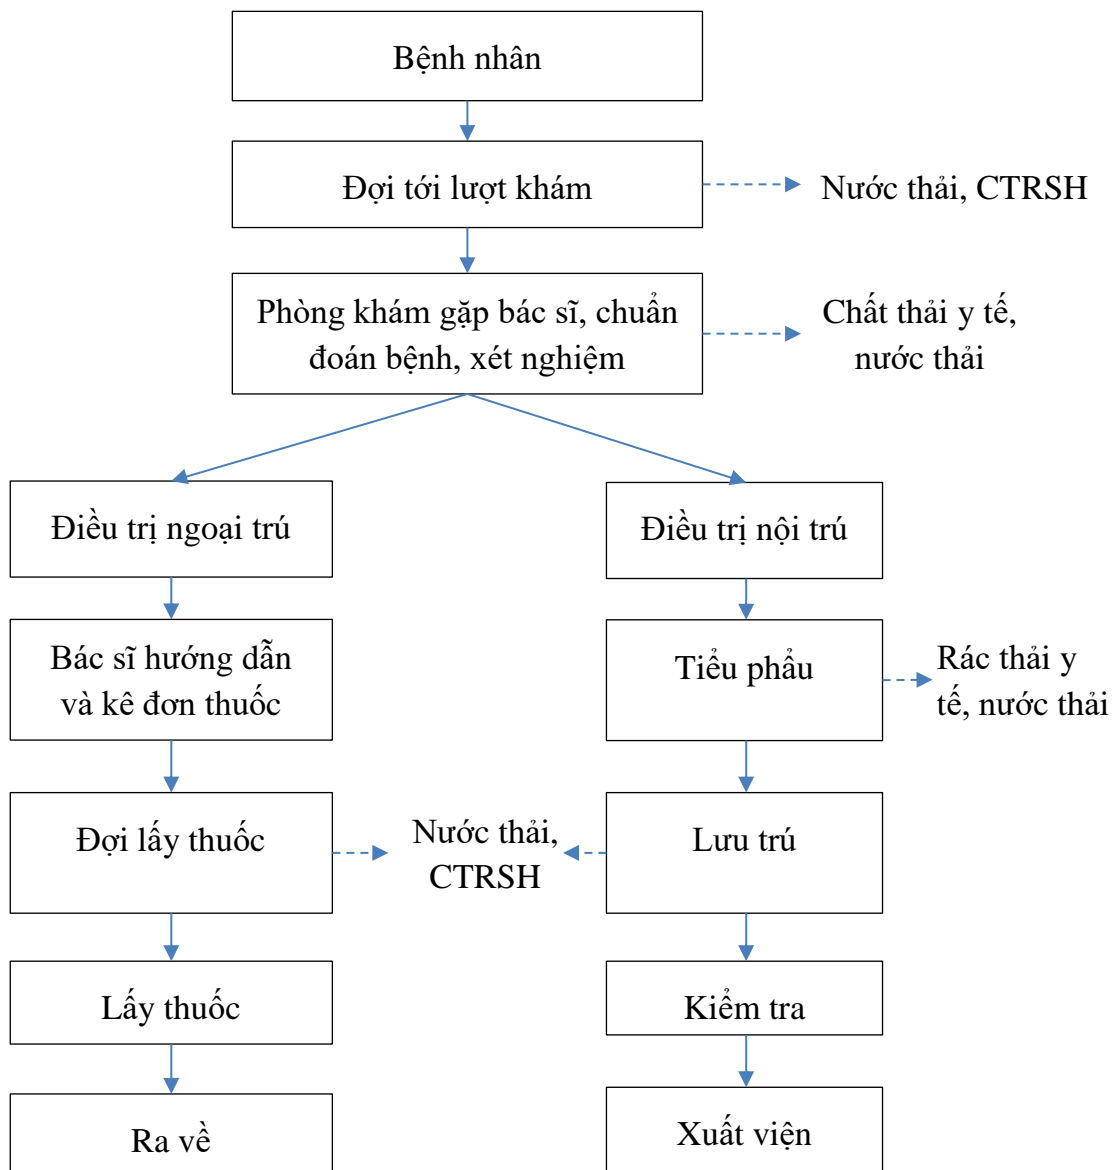 Bệnh nhân
Đợi tới lượt khám
Nước thải, CTRSH
Phòng khám gặp bác sĩ, chuẩn
đoán bệnh, xét nghiệm
Chất thải y tế,
nước thải
Điều trị ngoại trú
Điều trị nội trú
Bác sĩ hướng dẫn
và kê đơn thuốc
Tiểu phẩu
Rác thải y
tế, nước thải
Đợi lấy thuốc
Nước thải,
CTRSH
Lưu trú
Lấy thuốc
Kiểm tra
Ra về
Xuất viện